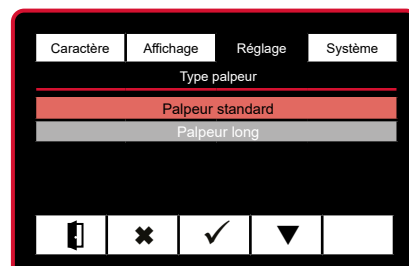 Caractère Affichage Réglage Système
Type palpeur
Palpeur standard
Palpeur long